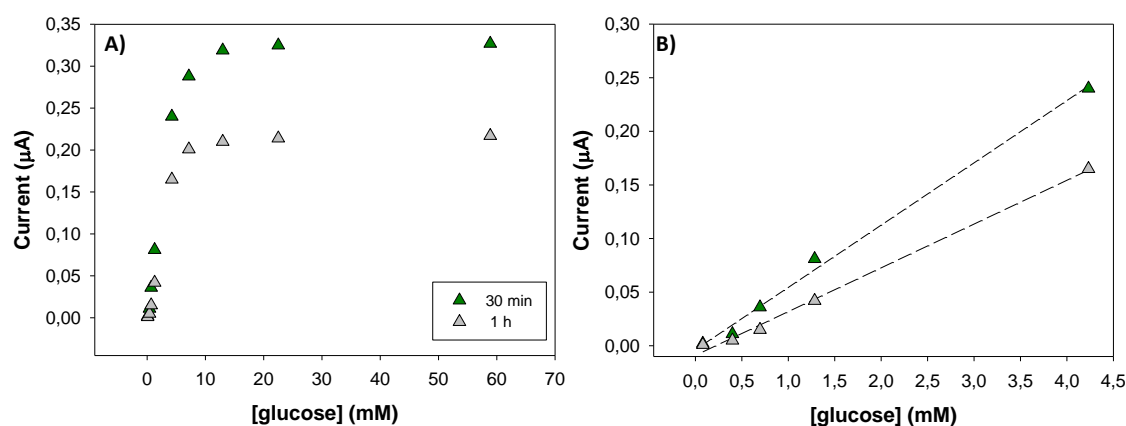 A)
0,35
0,30
0,25
0,20
0,15
0,10
0,05
0,00
Current (μA)
0 10 20 30 40 50 60 70
[glucose] (mM)
30 min
1 h
B)
0,30
0,25
0,20
0,15
0,10
0,05
0,00
Current (μA)
0,0 0,5 1,0 1,5 2,0 2,5 3,0 3,5 4,0 4,5
[glucose] (mM)